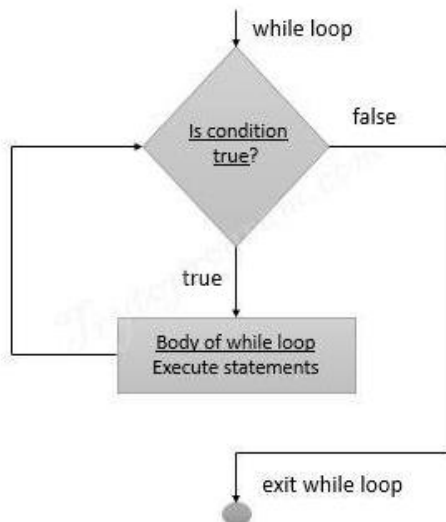 while loop
Is condition
true?
false
true
Body of while loop
Execute statements
exit while loop